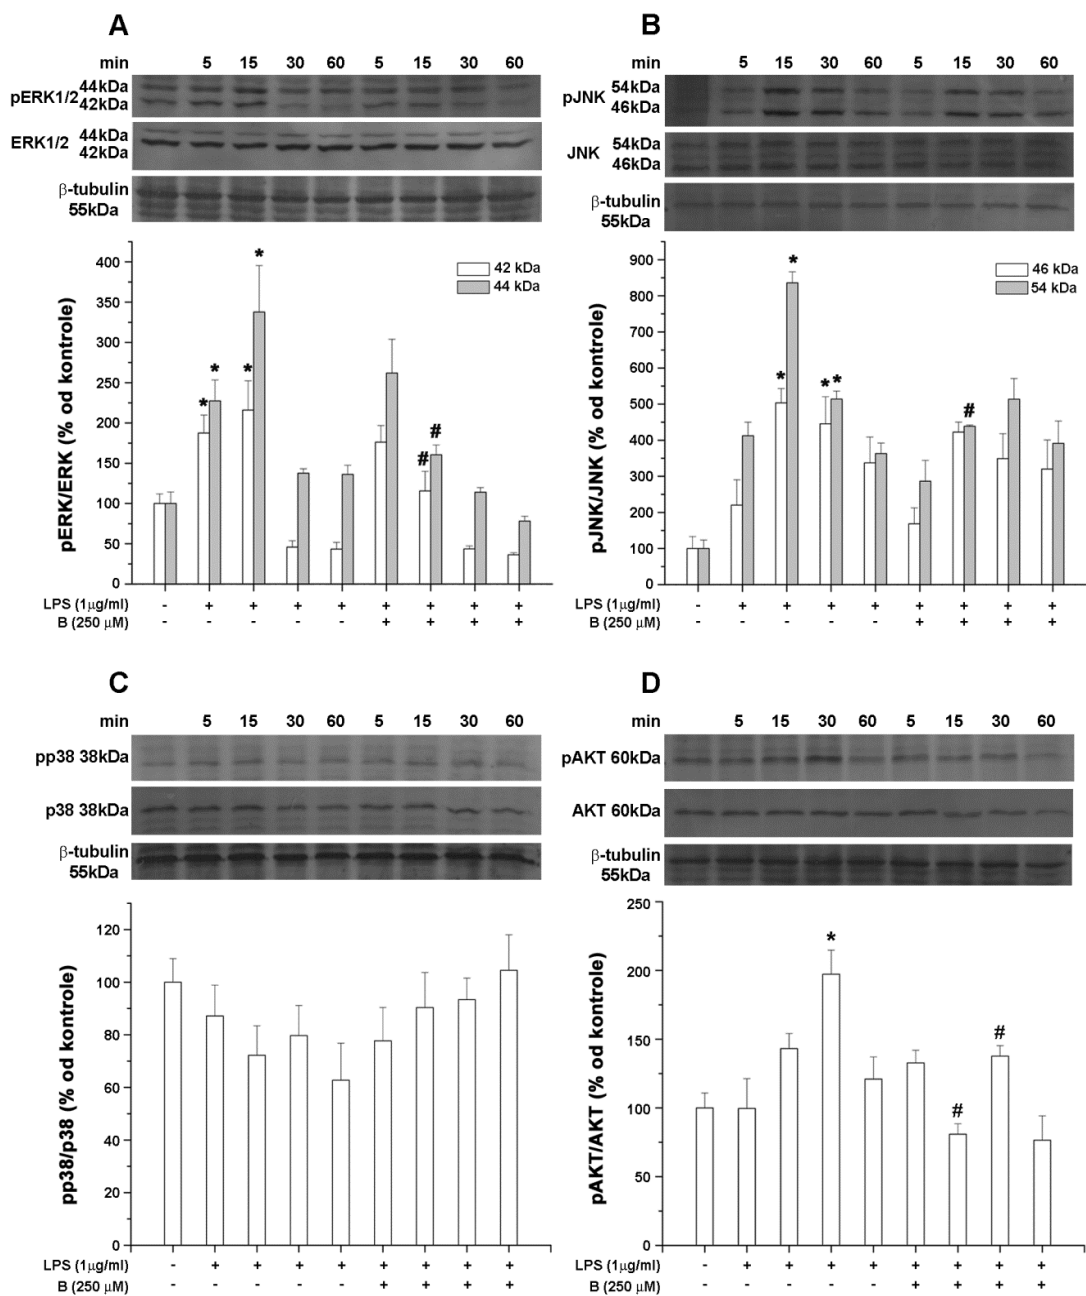 A
min 5 15 30 60 5 15 30 60
pERK1/2 44kDa
42kDa
ERK1/2 44kDa
42kDa
β-tubulin
55kDa
pERK/ERK (% od kontrole)
400
350
300
250
200
150
100
50
0
42 kDa
44 kDa
* * * * # #
LPS (1μg/ml) - + + + + + + + +
B (250 μM) - - - - - + + + +
B
min 5 15 30 60 5 15 30 60
pJNK 54kDa
46kDa
JNK 54kDa
46kDa
β-tubulin
55kDa
pJNK/JNK (% od kontrole)
900
800
700
600
500
400
300
200
100
0
46 kDa
54 kDa
* * * * #
LPS (1μg/ml) - + + + + + + + +
B (250 μM) - - - - - + + + +
C
min 5 15 30 60 5 15 30 60
pp38 38kDa
p38 38kDa
β-tubulin
55kDa
pp38/p38 (% od kontrole)
120
100
80
60
40
20
0
LPS (1μg/ml) - + + + + + + + +
B (250 μM) - - - - - + + + +
D
min 5 15 30 60 5 15 30 60
pAKT 60kDa
AKT 60kDa
β-tubulin
55kDa
pAKT/AKT (% od kontrole)
250
200
150
100
50
0
* # #
LPS (1μg/ml) - + + + + + + + +
B (250 μM) - - - - - + + + +